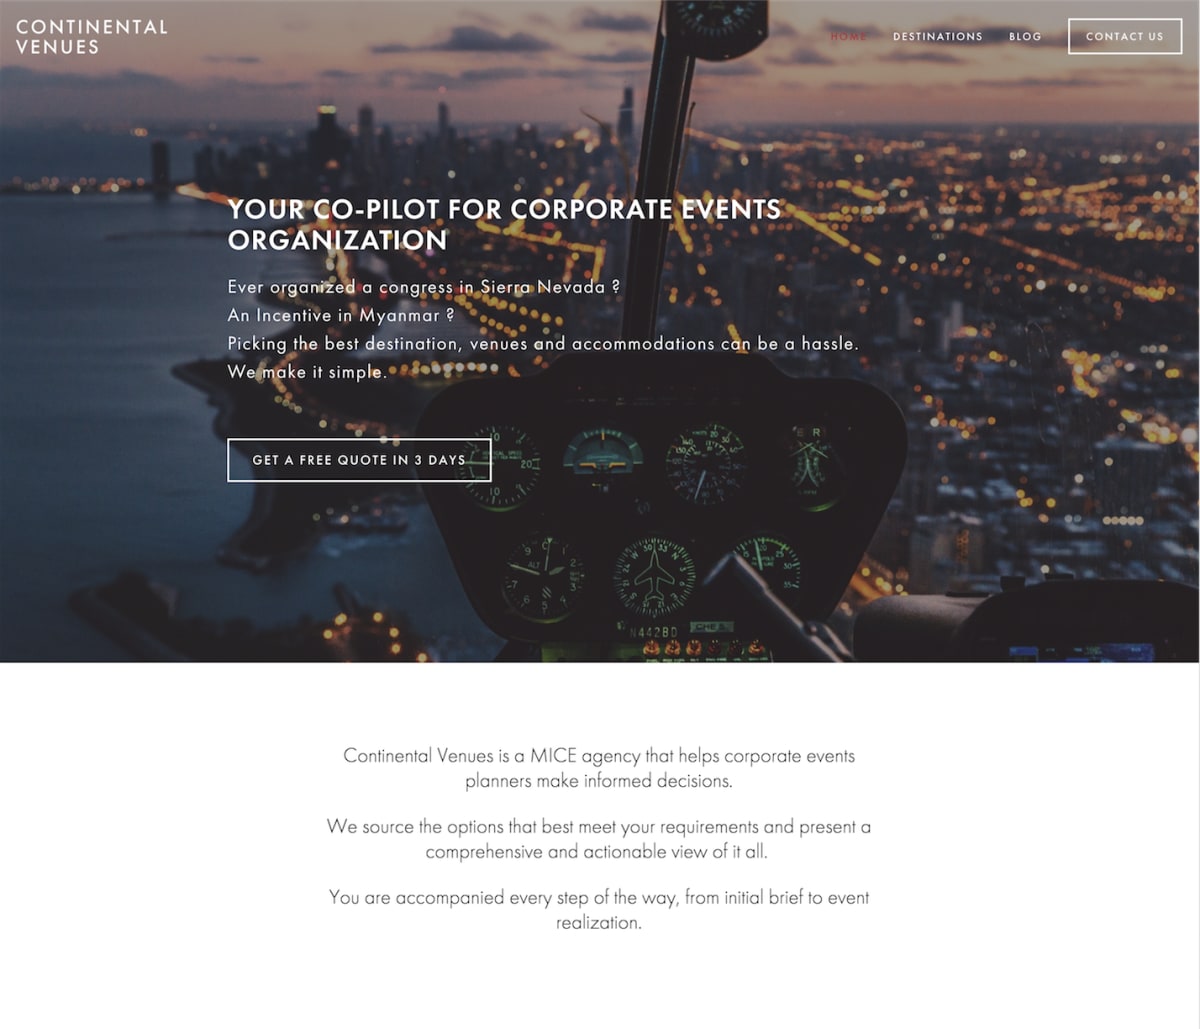 CONTINENTAL
VENUES
HOME
DESTINATIONS
BLOG
CONTACT US
YOUR CO-PILOT FOR CORPORATE EVENTS
ORGANIZATION
Ever organized a congress in Sierra Nevada ?
An Incentive in Myanmar ?
Picking the best destination, venues and accommodations can be a hassle.
We make it simple.
GET A FREE QUOTE IN 3 DAYS
N442BD
Continental Venues is a MICE agency that helps corporate events
planners make informed decisions.
We source the options that best meet your requirements and present a
comprehensive and actionable view of it all.
You are accompanied every step of the way, from initial brief to event
realization.